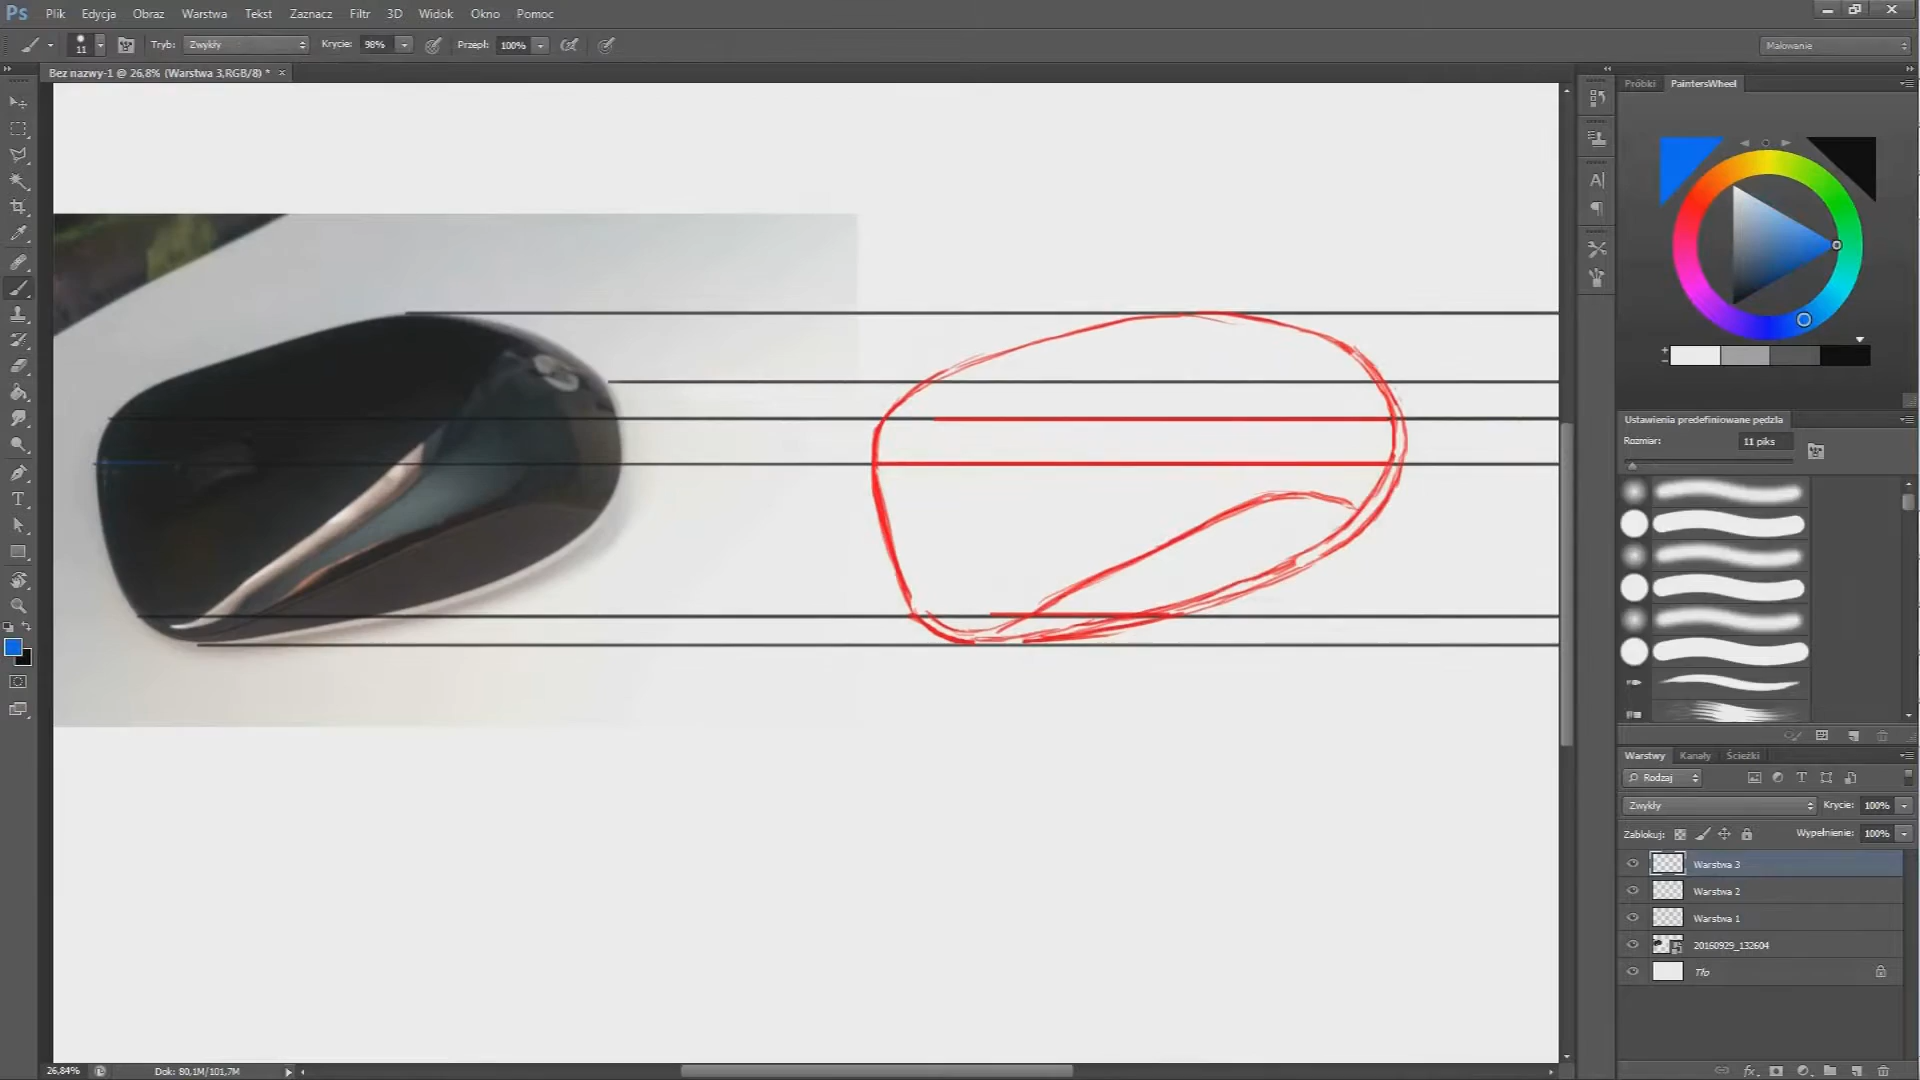 Ps Plik Edycja Obraz Warstwa Tekst Zaznacz Filtr 3D Widok Okno Pomoc
11 Tryb: Zwykły Krycie: 98% Przepł: 100% Malowanie
Bez nazwy-1 @ 26,8% (Warstwa 3,RGB/8) * ×
Próbki PaintersWheel
Ustawienia predefiniowane pędzla
Rozmiar: 11 piks
Warstwy Kanały Ścieżki
Rodzaj
Zwykły Krycie: 100%
Zablokuj: Wypełnienie: 100%
Warstwa 3
Warstwa 2
Warstwa 1
20160929_132604
Tło
26,84% Dok: 80,1M/101,7M